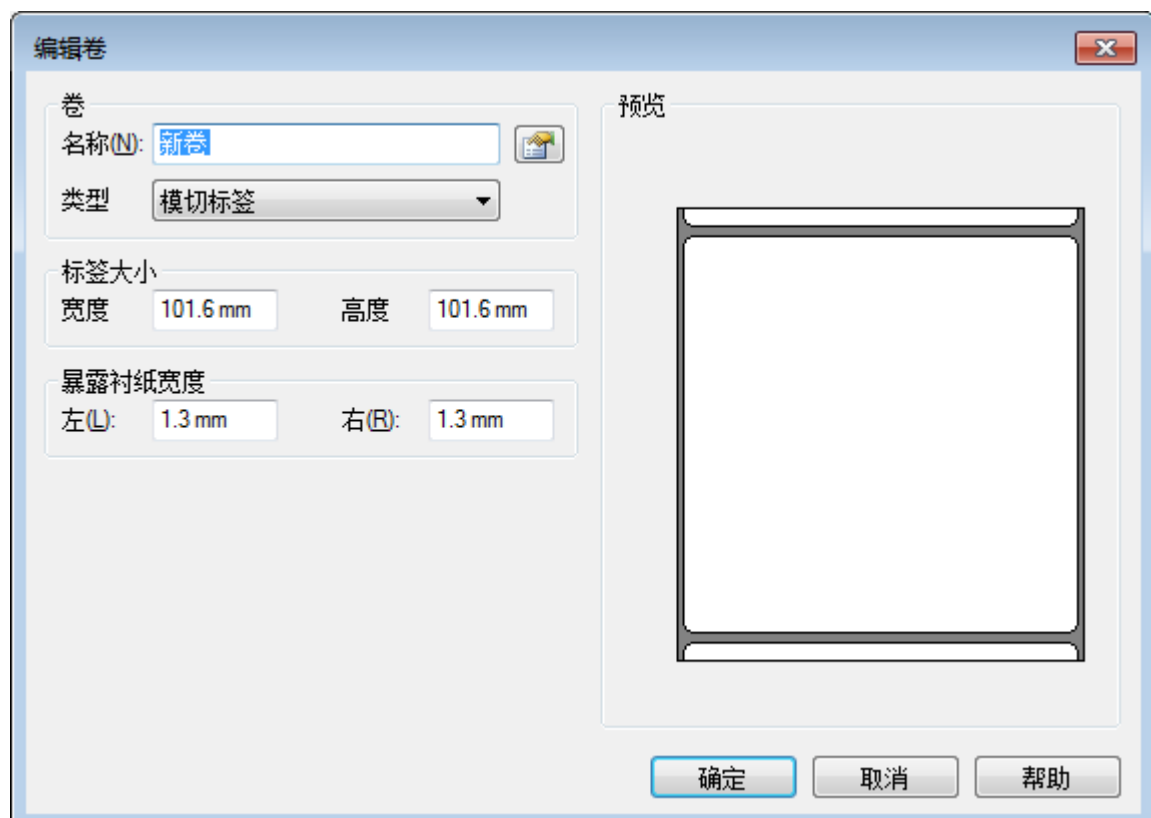 编辑卷
卷
名称(N): 新卷
类型 模切标签
标签大小
宽度 101.6 mm 高度 101.6 mm
暴露衬纸宽度
左(L): 1.3 mm 右(R): 1.3 mm
预览
确定 取消 帮助